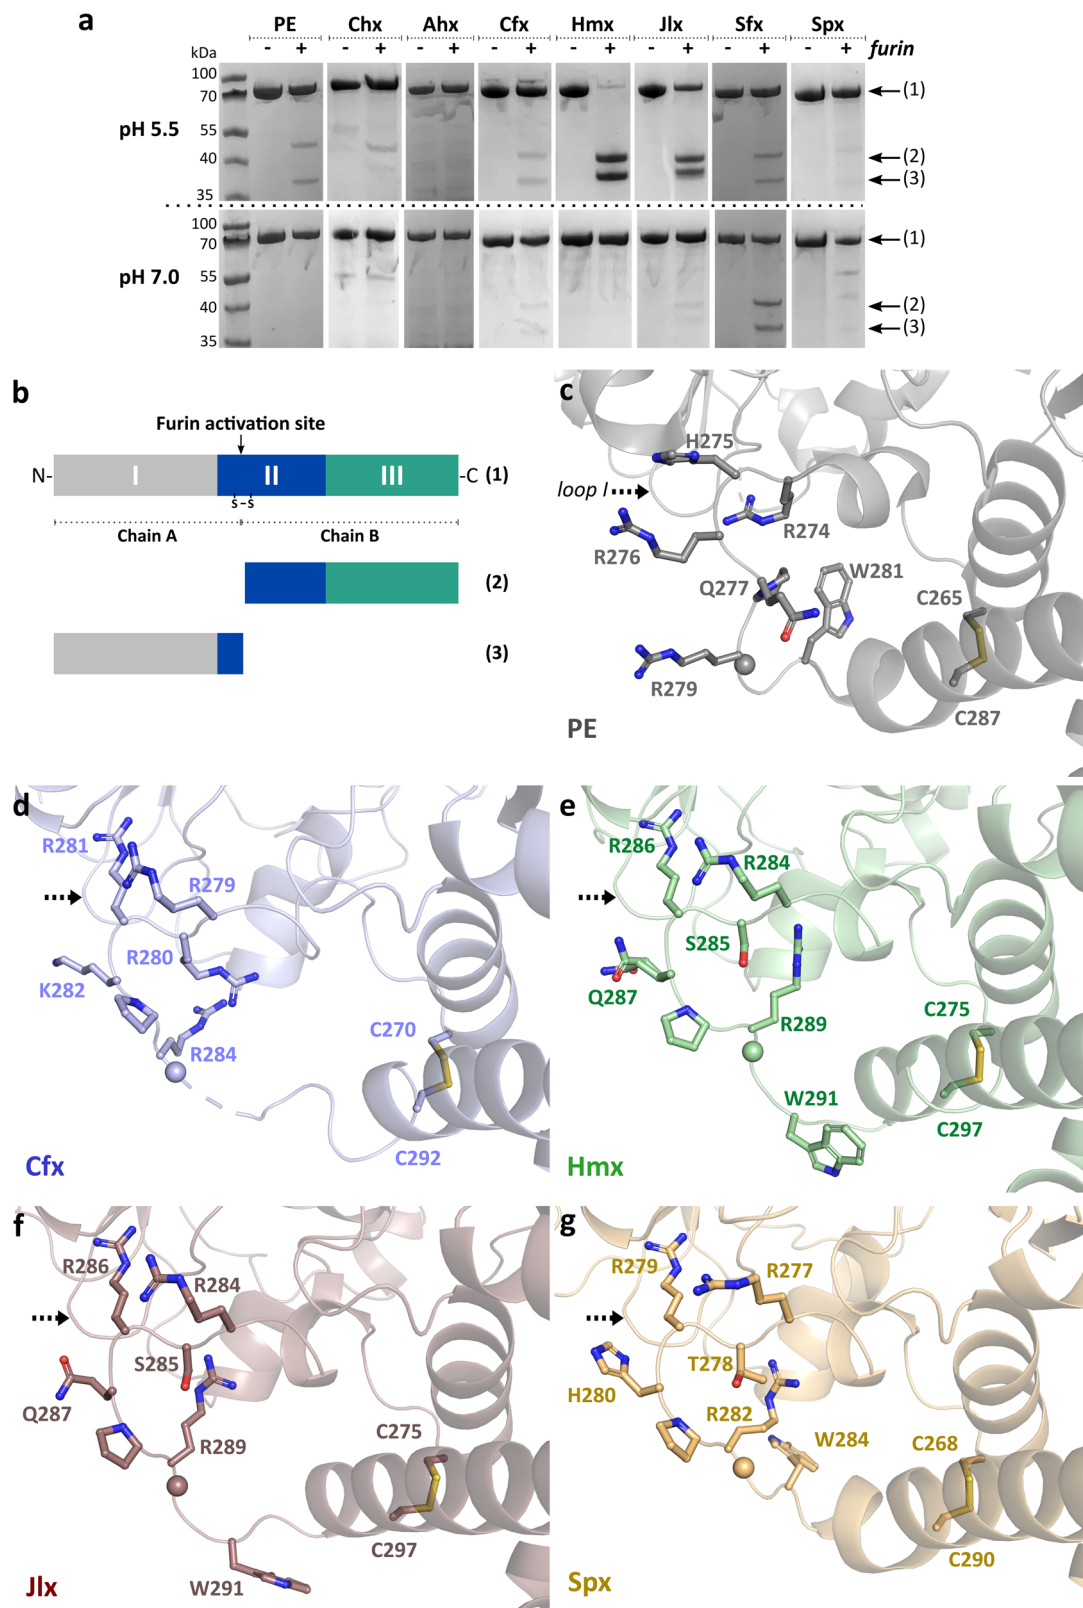 a
PE Chx Ahx Cfx Hmx Jlx Sfx Spx
- + - + - + - + - + - + - + - + furin
kDa
100
70
55
40
35
pH 5.5
(1)
(2)
(3)
100
70
55
40
35
pH 7.0
(1)
(2)
(3)
b
Furin activation site
N- I II III -C (1)
s-s
Chain A Chain B
(2)
(3)
c
H275
loop I
R276
R274
Q277
W281
C265
R279
C287
PE
d
R281
R279
R280
K282
R284
C270
C292
Cfx
e
R286
R284
S285
Q287
R289
C275
W291
C297
Hmx
f
R286
R284
S285
Q287
R289
C275
C297
W291
Jlx
g
R279
R277
T278
H280
R282
W284
C268
C290
Spx